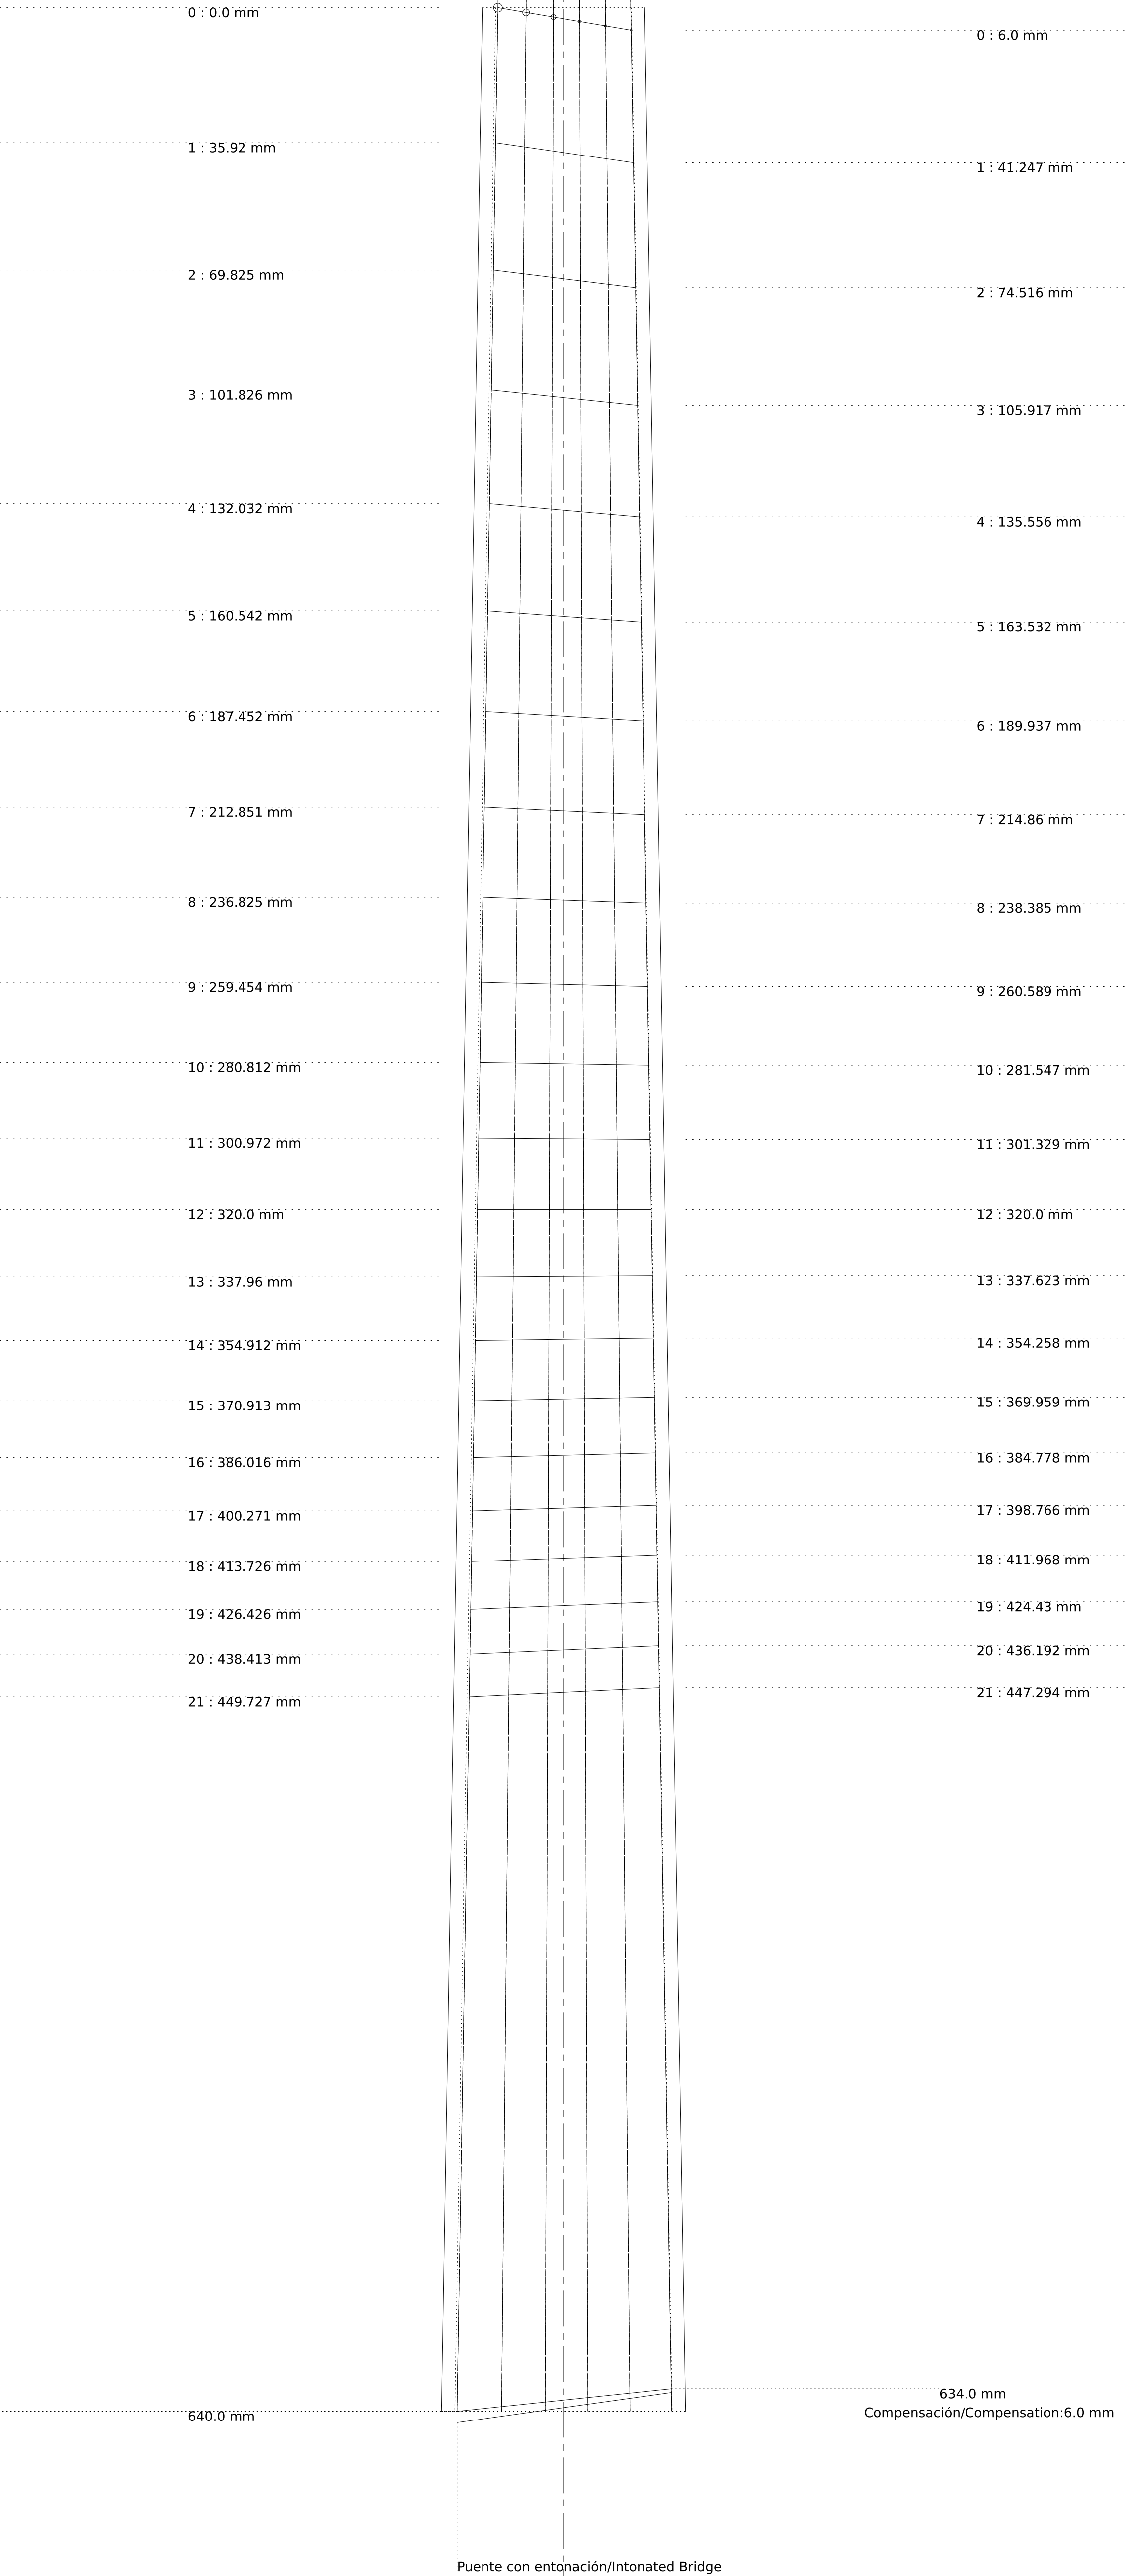 0 : 0.0 mm
0 : 6.0 mm
1 : 35.92 mm
1 : 41.247 mm
2 : 69.825 mm
2 : 74.516 mm
3 : 101.826 mm
3 : 105.917 mm
4 : 132.032 mm
4 : 135.556 mm
5 : 160.542 mm
5 : 163.532 mm
6 : 187.452 mm
6 : 189.937 mm
7 : 212.851 mm
7 : 214.86 mm
8 : 236.825 mm
8 : 238.385 mm
9 : 259.454 mm
9 : 260.589 mm
10 : 280.812 mm
10 : 281.547 mm
11 : 300.972 mm
11 : 301.329 mm
12 : 320.0 mm
12 : 320.0 mm
13 : 337.96 mm
13 : 337.623 mm
14 : 354.912 mm
14 : 354.258 mm
15 : 370.913 mm
15 : 369.959 mm
16 : 386.016 mm
16 : 384.778 mm
17 : 400.271 mm
17 : 398.766 mm
18 : 413.726 mm
18 : 411.968 mm
19 : 426.426 mm
19 : 424.43 mm
20 : 438.413 mm
20 : 436.192 mm
21 : 449.727 mm
21 : 447.294 mm
634.0 mm
640.0 mm
Compensación/Compensation:6.0 mm
Puente con entonación/Intonated Bridge